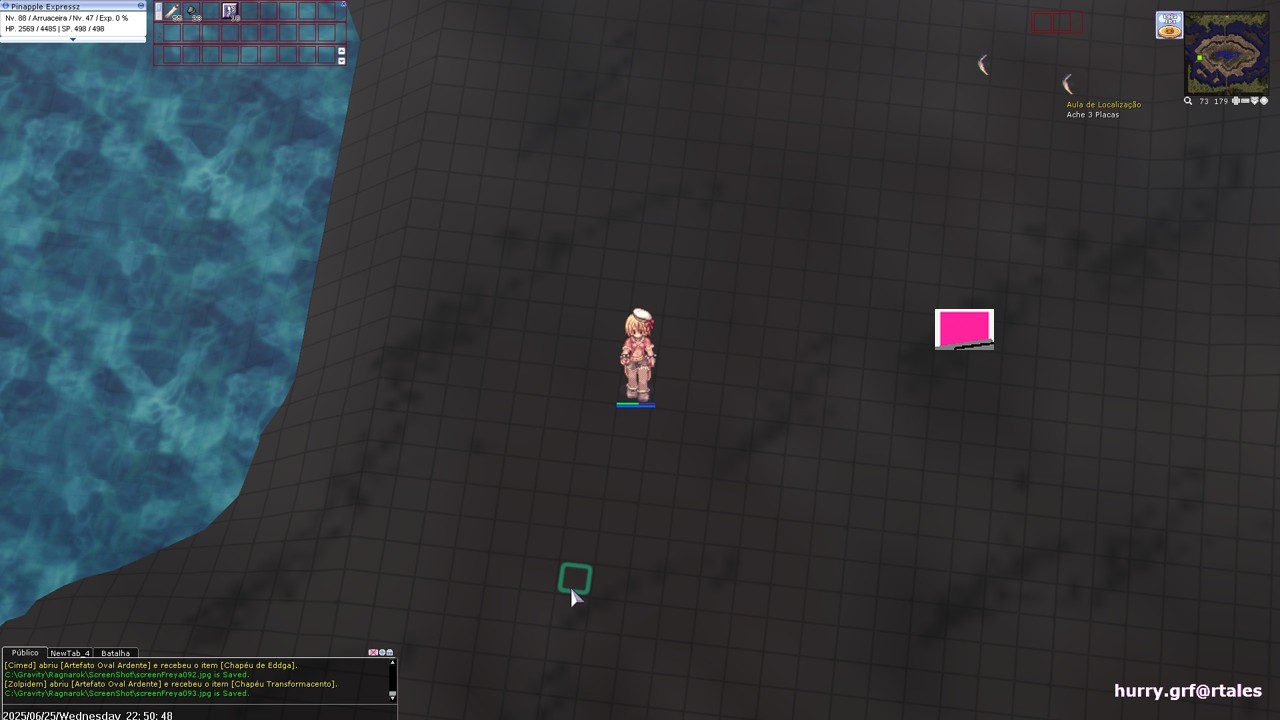 Pinapple Expressz
Nv. 88 / Arruaceira / Nv. 47 / Exp. 0 %
HP. 2569 / 4485 | SP. 498 / 498
Aula de Localização
Ache 3 Placas
73 179
Público
NewTab_4
Batalha
[Cimed] abriu [Artefato Oval Ardente] e recebeu o item [Chapéu de Eddga].
C:\Gravity\Ragnarok\ScreenShot\screenFreya092.jpg is Saved.
[Zolpidem] abriu [Artefato Oval Ardente] e recebeu o item [Chapéu Transformacento].
C:\Gravity\Ragnarok\ScreenShot\screenFreya093.jpg is Saved.
2025/06/25/Wednesday 22:50:48
hurry.grf@rtales